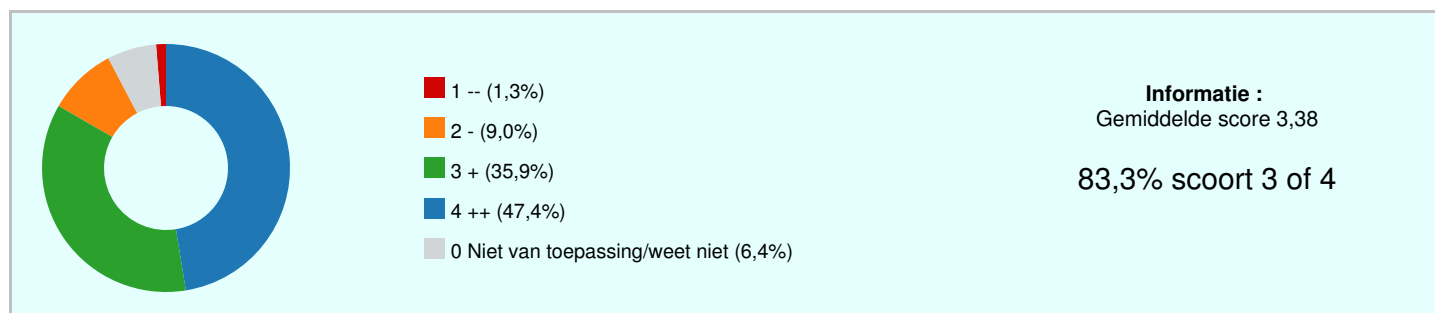 1 -- (1,3%)
2 - (9,0%)
3 + (35,9%)
4 ++ (47,4%)
0 Niet van toepassing/weet niet (6,4%)
Informatie :
Gemiddelde score 3,38
83,3% scoort 3 of 4